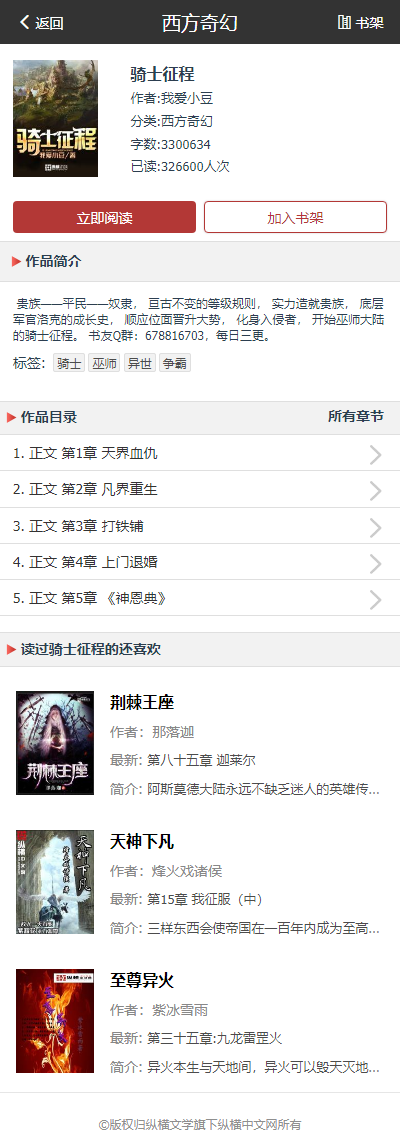 返回 西方奇幻 书架
骑士征程
骑士征程
我爱小豆/著
作者:我爱小豆
分类:西方奇幻
字数:3300634
已读:326600人次
立即阅读 加入书架
作品简介
贵族——平民——奴隶， 亘古不变的等级规则， 实力造就贵族， 底层
军官洛克的成长史， 顺应位面晋升大势， 化身入侵者， 开始巫师大陆
的骑士征程。 书友Q群：678816703，每日三更。
标签: 骑士 巫师 异世 争霸
作品目录 所有章节
1. 正文 第1章 天界血仇
2. 正文 第2章 凡界重生
3. 正文 第3章 打铁铺
4. 正文 第4章 上门退婚
5. 正文 第5章 《神恩典》
读过骑士征程的还喜欢
荆棘王座
荆棘王座
作者：那落迦
最新: 第八十五章 迦莱尔
简介: 阿斯莫德大陆永远不缺乏迷人的英雄传...
天神下凡
天神下凡
作者：烽火戏诸侯
最新: 第15章 我征服（中）
简介: 三样东西会使帝国在一百年内成为至高...
至尊异火
作者：紫冰雪雨
最新: 第三十五章:九龙雷罡火
简介: 异火本生与天地间，异火可以毁天灭地...
©版权归纵横文学旗下纵横中文网所有